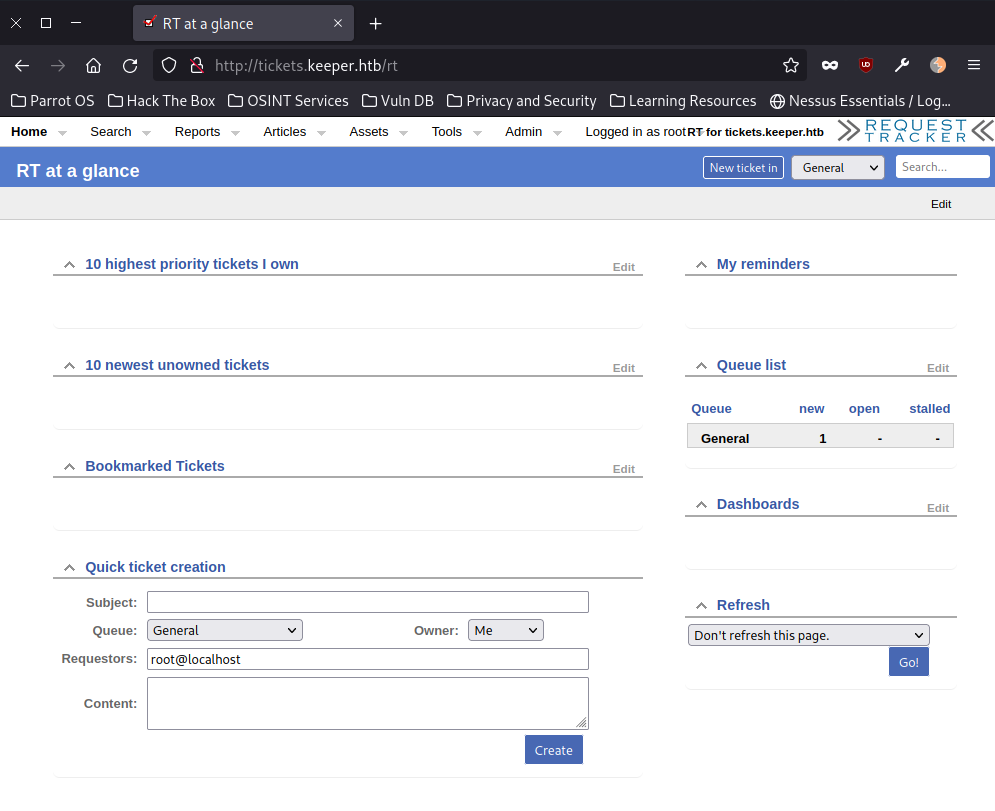 RT at a glance
http://tickets.keeper.htb/rt
Parrot OS Hack The Box OSINT Services Vuln DB Privacy and Security Learning Resources Nessus Essentials / Log...
Home Search Reports Articles Assets Tools Admin Logged in as root RT for tickets.keeper.htb REQUEST TRACKER
RT at a glance New ticket in General Search...
Edit
10 highest priority tickets I own Edit
My reminders
10 newest unowned tickets Edit
Queue list Edit
Queue new open stalled
General 1 - -
Bookmarked Tickets Edit
Dashboards Edit
Quick ticket creation
Subject:
Queue: General Owner: Me
Requestors: root@localhost
Content:
Create
Refresh
Don't refresh this page.
Go!